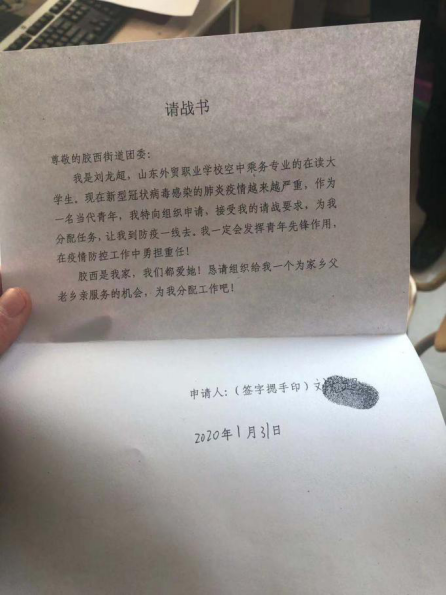 请战书
尊敬的胶西街道团委：
我是刘龙超，山东外贸职业学校空中乘务专业的在读大
学生、现在新型冠状病毒感染的肺炎疫情越来越严重，作为
一名当代青年，我特向组织申请，接受我的请战要求，为我
分配任务，让我到防疫一线去、我一定会发挥青年先锋作用，
在疫情防控工作中勇担重任！
胶西是我家，我们都爱她！恳请组织给我一个为家乡父
老乡亲服务的机会，为我分配工作吧！
申请人：（签字摁手印）刘
2020年1月31日